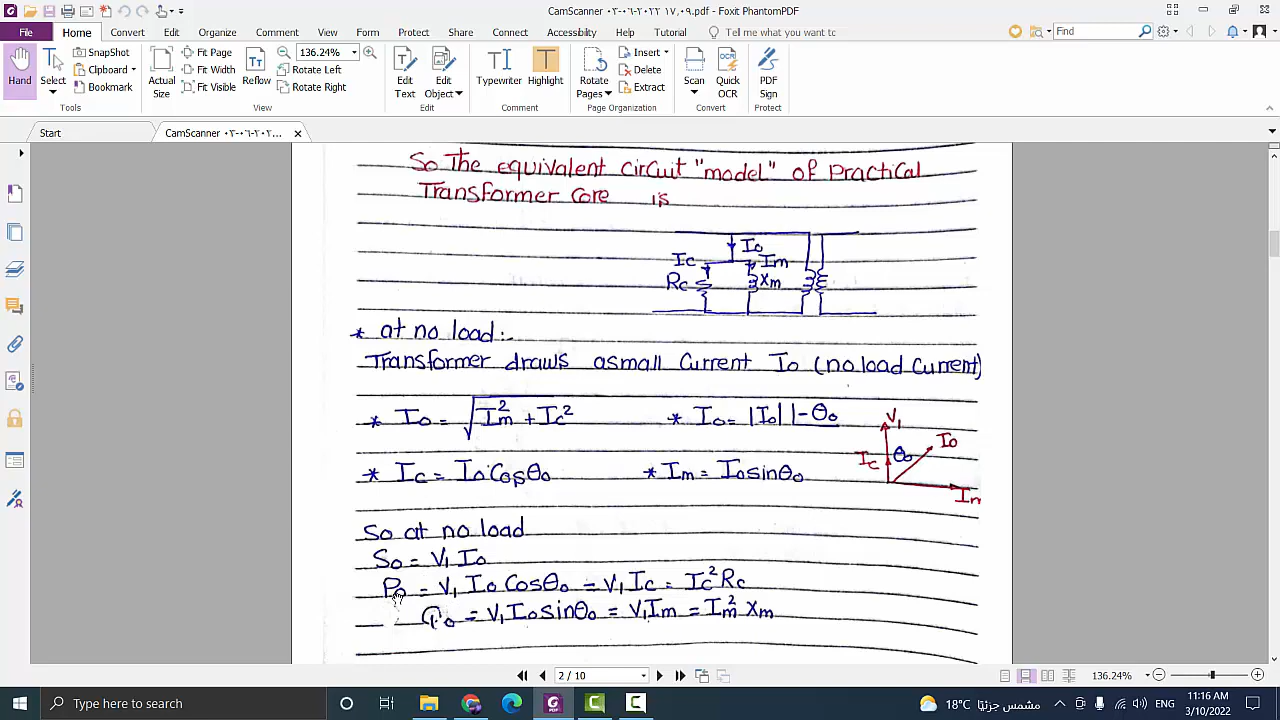 CamScanner ٠٣-٠٦-٢٠٢٢ ١٧,٠٩.pdf - Foxit PhantomPDF
File Home Convert Edit Organize Comment View Form Protect Share Connect Accessibility Help Tutorial Tell me what you want to Find
Hand Select SnapShot Clipboard Bookmark Actual Size Fit Page Fit Width Fit Visible Reflow 136.24% Rotate Left Rotate Right Edit Text Edit Object Typewriter Highlight Rotate Pages Insert Delete Extract Scan Quick OCR PDF Sign
Tools View Edit Comment Page Organization Convert Protect
Start CamScanner ٠٣-٠٦-٢٠٢...
So The equivalent circuit "model" of Practical
Transformer Core is
Io
Ic Im
Rc Xm
* at no load:-
Transformer draws asmall Current Io (no load Current)
* Io = √Im² + Ic² * Io = |Io| |-θo
V1
Io
θo
Ic
Im
* Ic = Io Cosθo * Im = Io sinθo
So at no load
So = V1 Io
Po = V1 Io Cosθo = V1 Ic = Ic² Rc
Qo = V1 Io sinθo = V1 Im = Im² Xm
2 / 10 136.24%
Type here to search 18°C مشمس جزئيًا 11:16 AM
3/10/2022